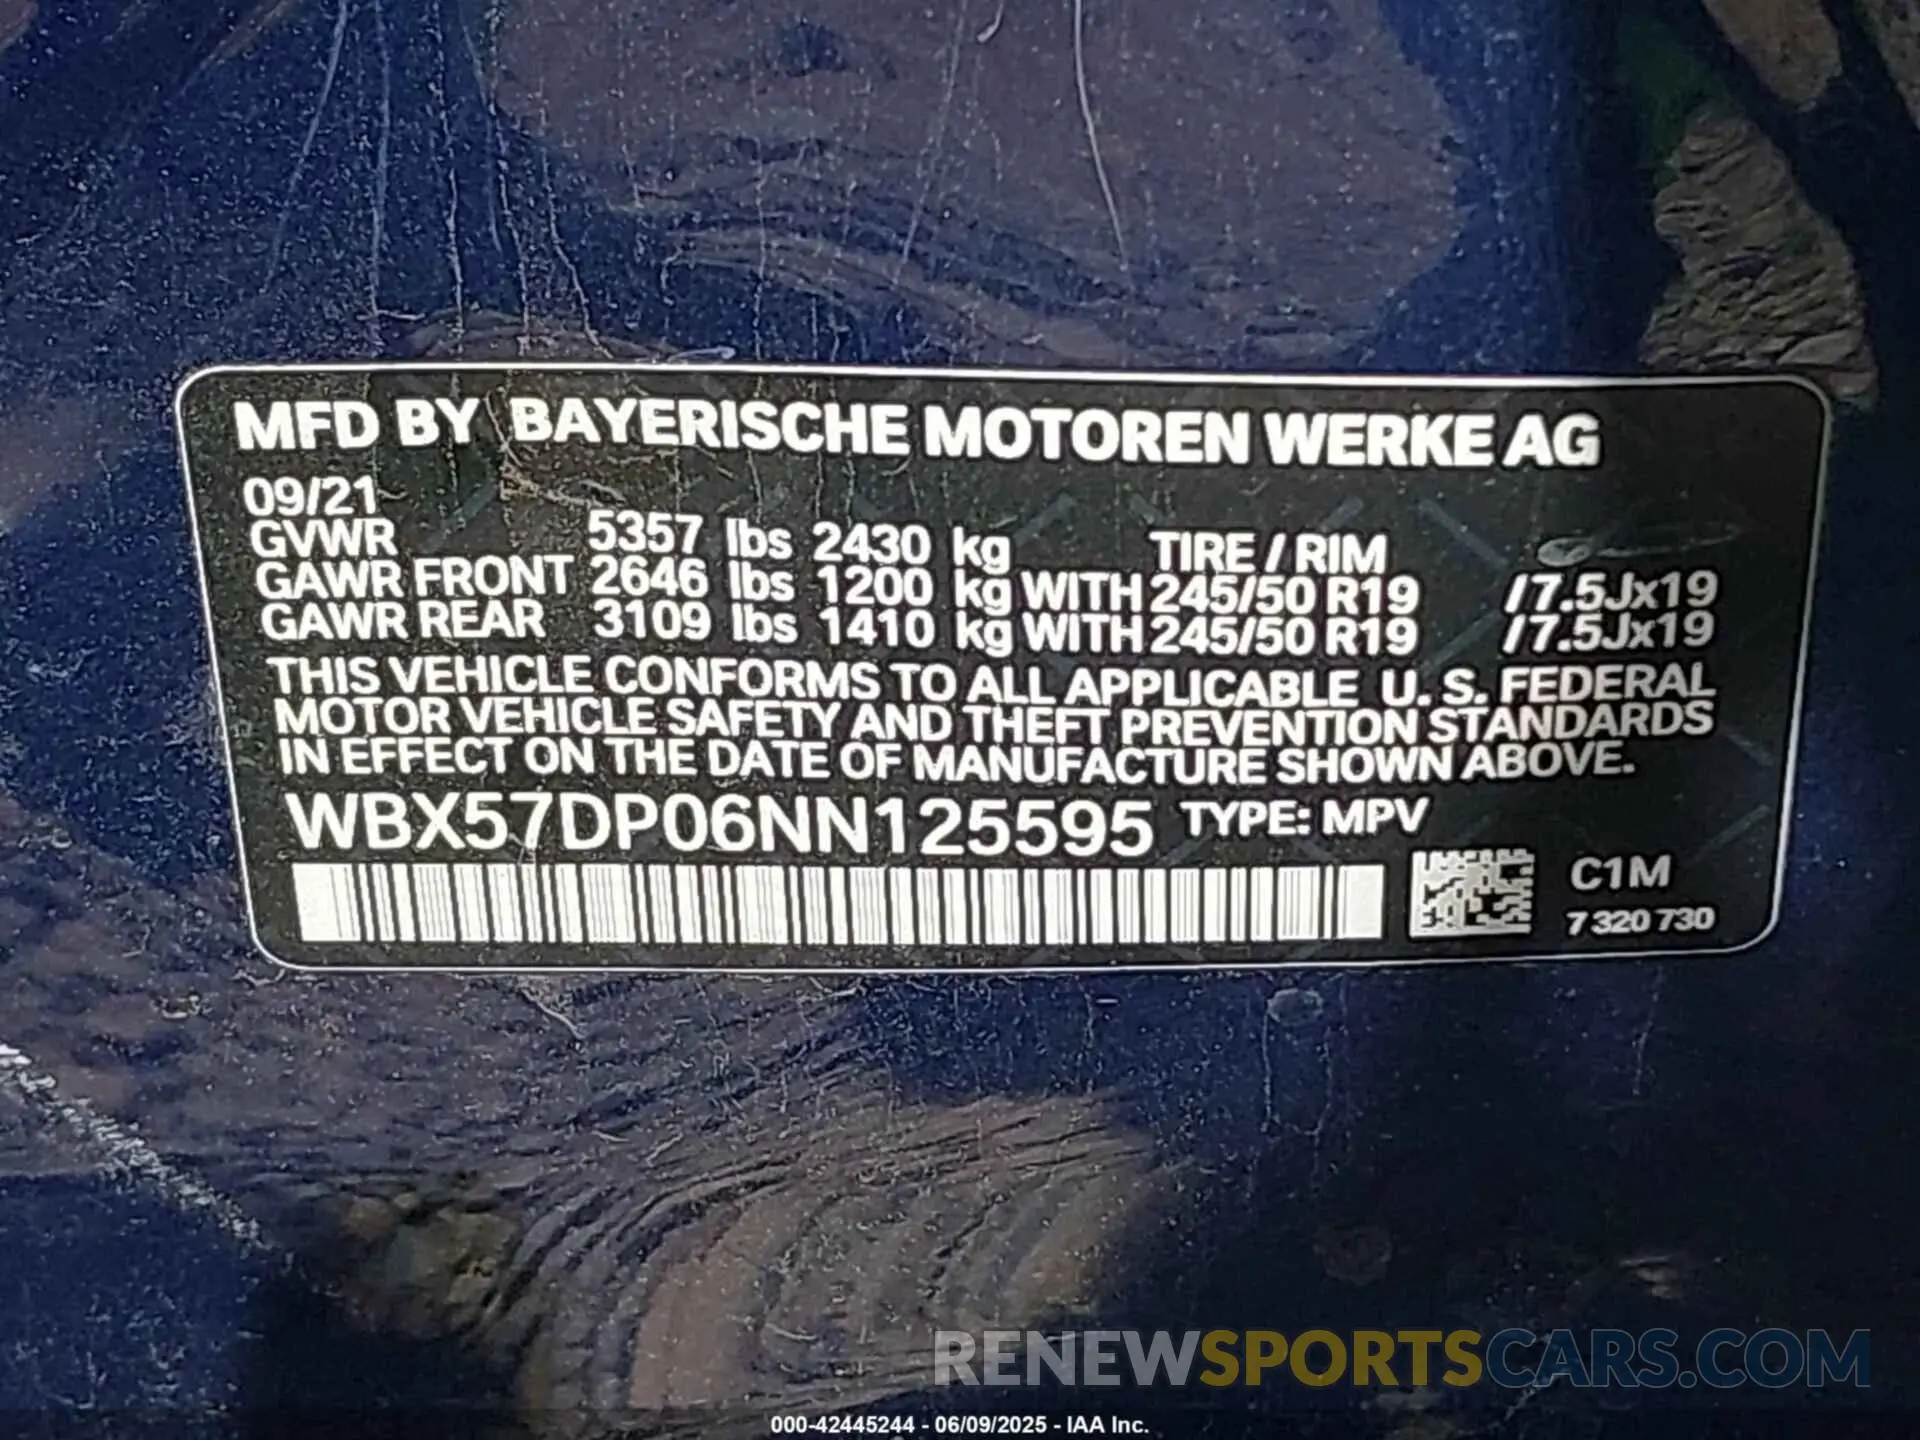 MFD BY BAYERISCHE MOTOREN WERKE AG
09/21
GVWR 5357 lbs 2430 kg TIRE / RIM
GAWR FRONT 2646 lbs 1200 kg WITH 245/50 R19 /7.5Jx19
GAWR REAR 3109 lbs 1410 kg WITH 245/50 R19 /7.5Jx19
THIS VEHICLE CONFORMS TO ALL APPLICABLE U. S. FEDERAL
MOTOR VEHICLE SAFETY AND THEFT PREVENTION STANDARDS
IN EFFECT ON THE DATE OF MANUFACTURE SHOWN ABOVE.
WBX57DP06NN125595 TYPE: MPV
C1M
7 320 730
RENEWSPORTSCARS.COM
000-42445244 - 06/09/2025 - IAA Inc.